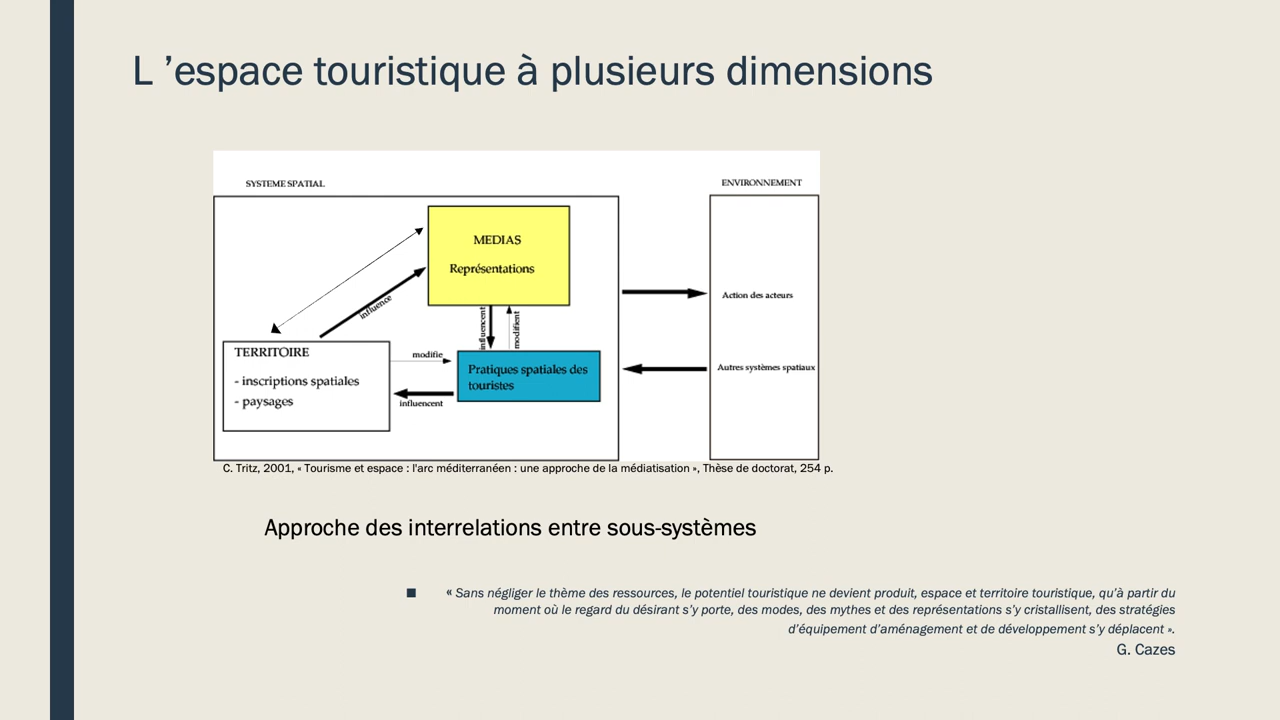 L ’espace touristique à plusieurs dimensions
SYSTEME SPATIAL
ENVIRONNEMENT
MEDIAS
Représentations
influence
influencent
modifient
Action des acteurs
TERRITOIRE
- inscriptions spatiales
- paysages
modifie
influencent
Pratiques spatiales des
touristes
Autres systèmes spatiaux
C. Tritz, 2001, « Tourisme et espace : l'arc méditerranéen : une approche de la médiatisation », Thèse de doctorat, 254 p.
Approche des interrelations entre sous-systèmes
■ « Sans négliger le thème des ressources, le potentiel touristique ne devient produit, espace et territoire touristique, qu’à partir du
moment où le regard du désirant s’y porte, des modes, des mythes et des représentations s’y cristallisent, des stratégies
d’équipement d’aménagement et de développement s’y déplacent ».
G. Cazes